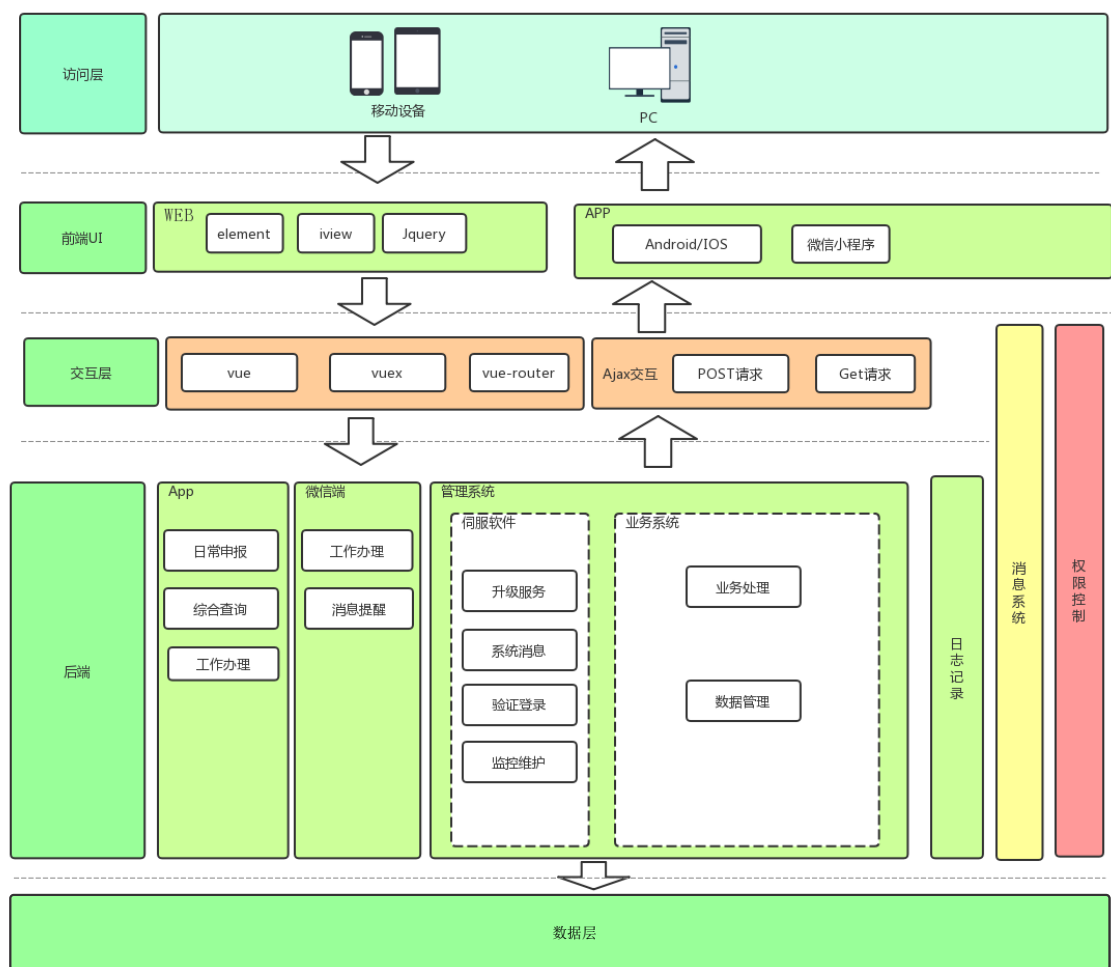 访问层
移动设备
PC
前端UI
WEB
element
iview
Jquery
APP
Android/IOS
微信小程序
交互层
vue
vuex
vue-router
Ajax交互
POST请求
Get请求
后端
App
日常申报
综合查询
工作办理
微信端
工作办理
消息提醒
管理系统
伺服软件
升级服务
系统消息
验证登录
监控维护
业务系统
业务处理
数据管理
日志记录
消息系统
权限控制
数据层